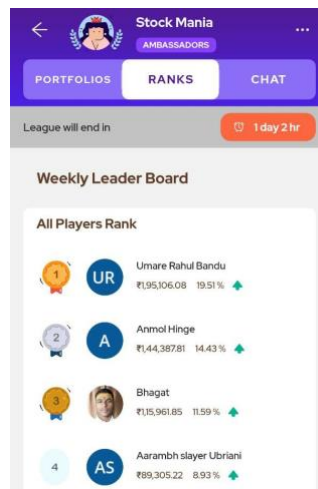 Stock Mania
AMBASSADORS
PORTFOLIOS RANKS CHAT
League will end in 1 day 2 hr
Weekly Leader Board
All Players Rank
1 UR Umare Rahul Bandu
₹1,95,106.08 19.51 %
2 A Anmol Hinge
₹1,44,387.81 14.43 %
3 Bhagat
₹1,15,961.85 11.59 %
4 AS Aarambh slayer Ubriani
₹89,305.22 8.93 %